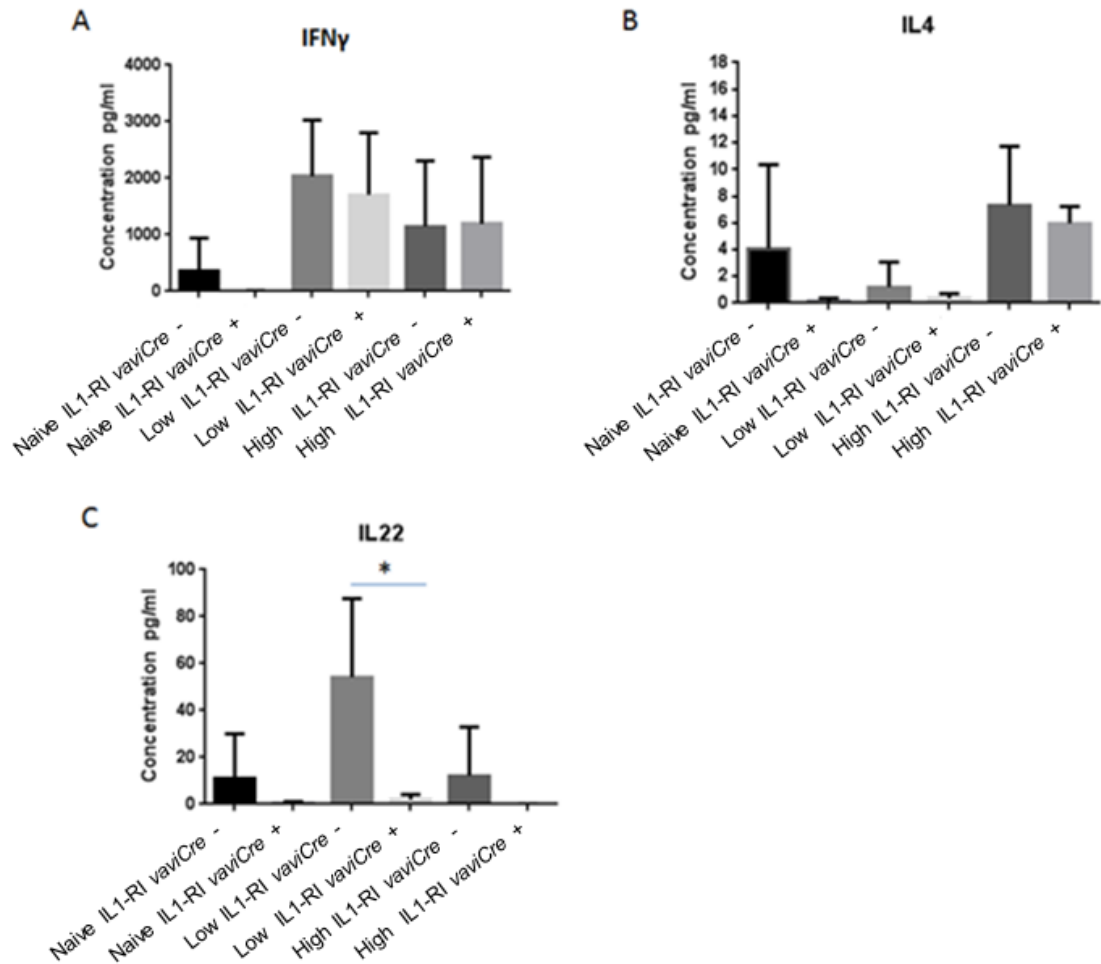 A
IFNγ
Concentration pg/ml
4000
3000
2000
1000
0
Naive IL1-RI vaviCre -
Naive IL1-RI vaviCre +
Low IL1-RI vaviCre -
Low IL1-RI vaviCre +
High IL1-RI vaviCre -
High IL1-RI vaviCre +
B
IL4
Concentration pg/ml
18
16
14
12
10
8
6
4
2
0
Naive IL1-RI vaviCre -
Naive IL1-RI vaviCre +
Low IL1-RI vaviCre -
Low IL1-RI vaviCre +
High IL1-RI vaviCre -
High IL1-RI vaviCre +
C
IL22
*
Concentration pg/ml
100
80
60
40
20
0
Naive IL1-RI vaviCre -
Naive IL1-RI vaviCre +
Low IL1-RI vaviCre -
Low IL1-RI vaviCre +
High IL1-RI vaviCre -
High IL1-RI vaviCre +